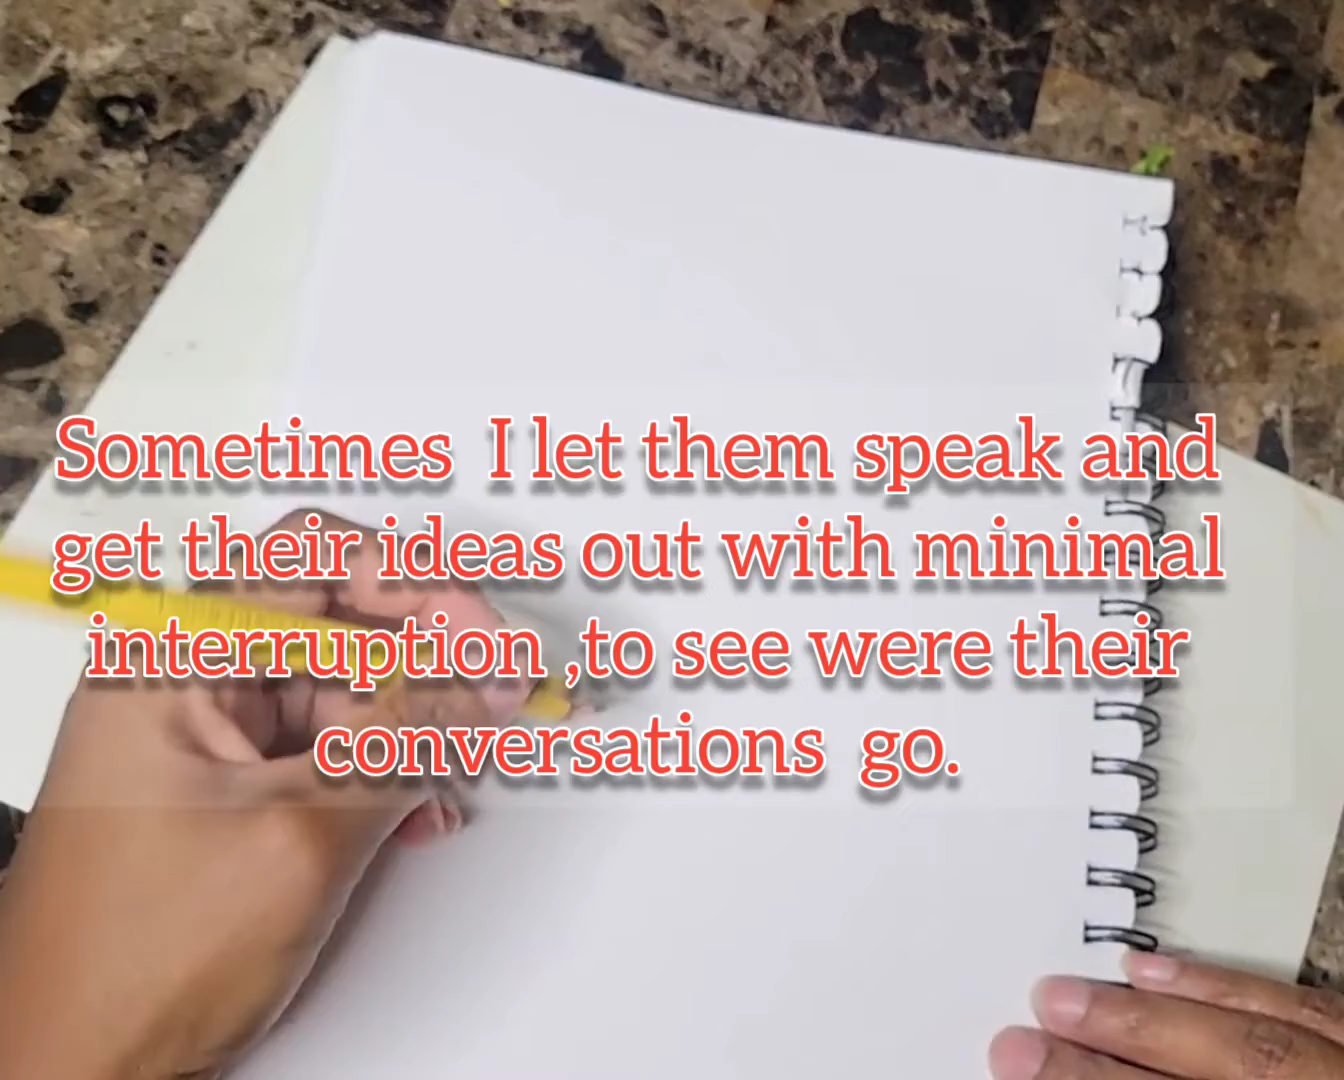 Sometimes I let them speak and
get their ideas out with minimal
interruption ,to see were their
conversations go.